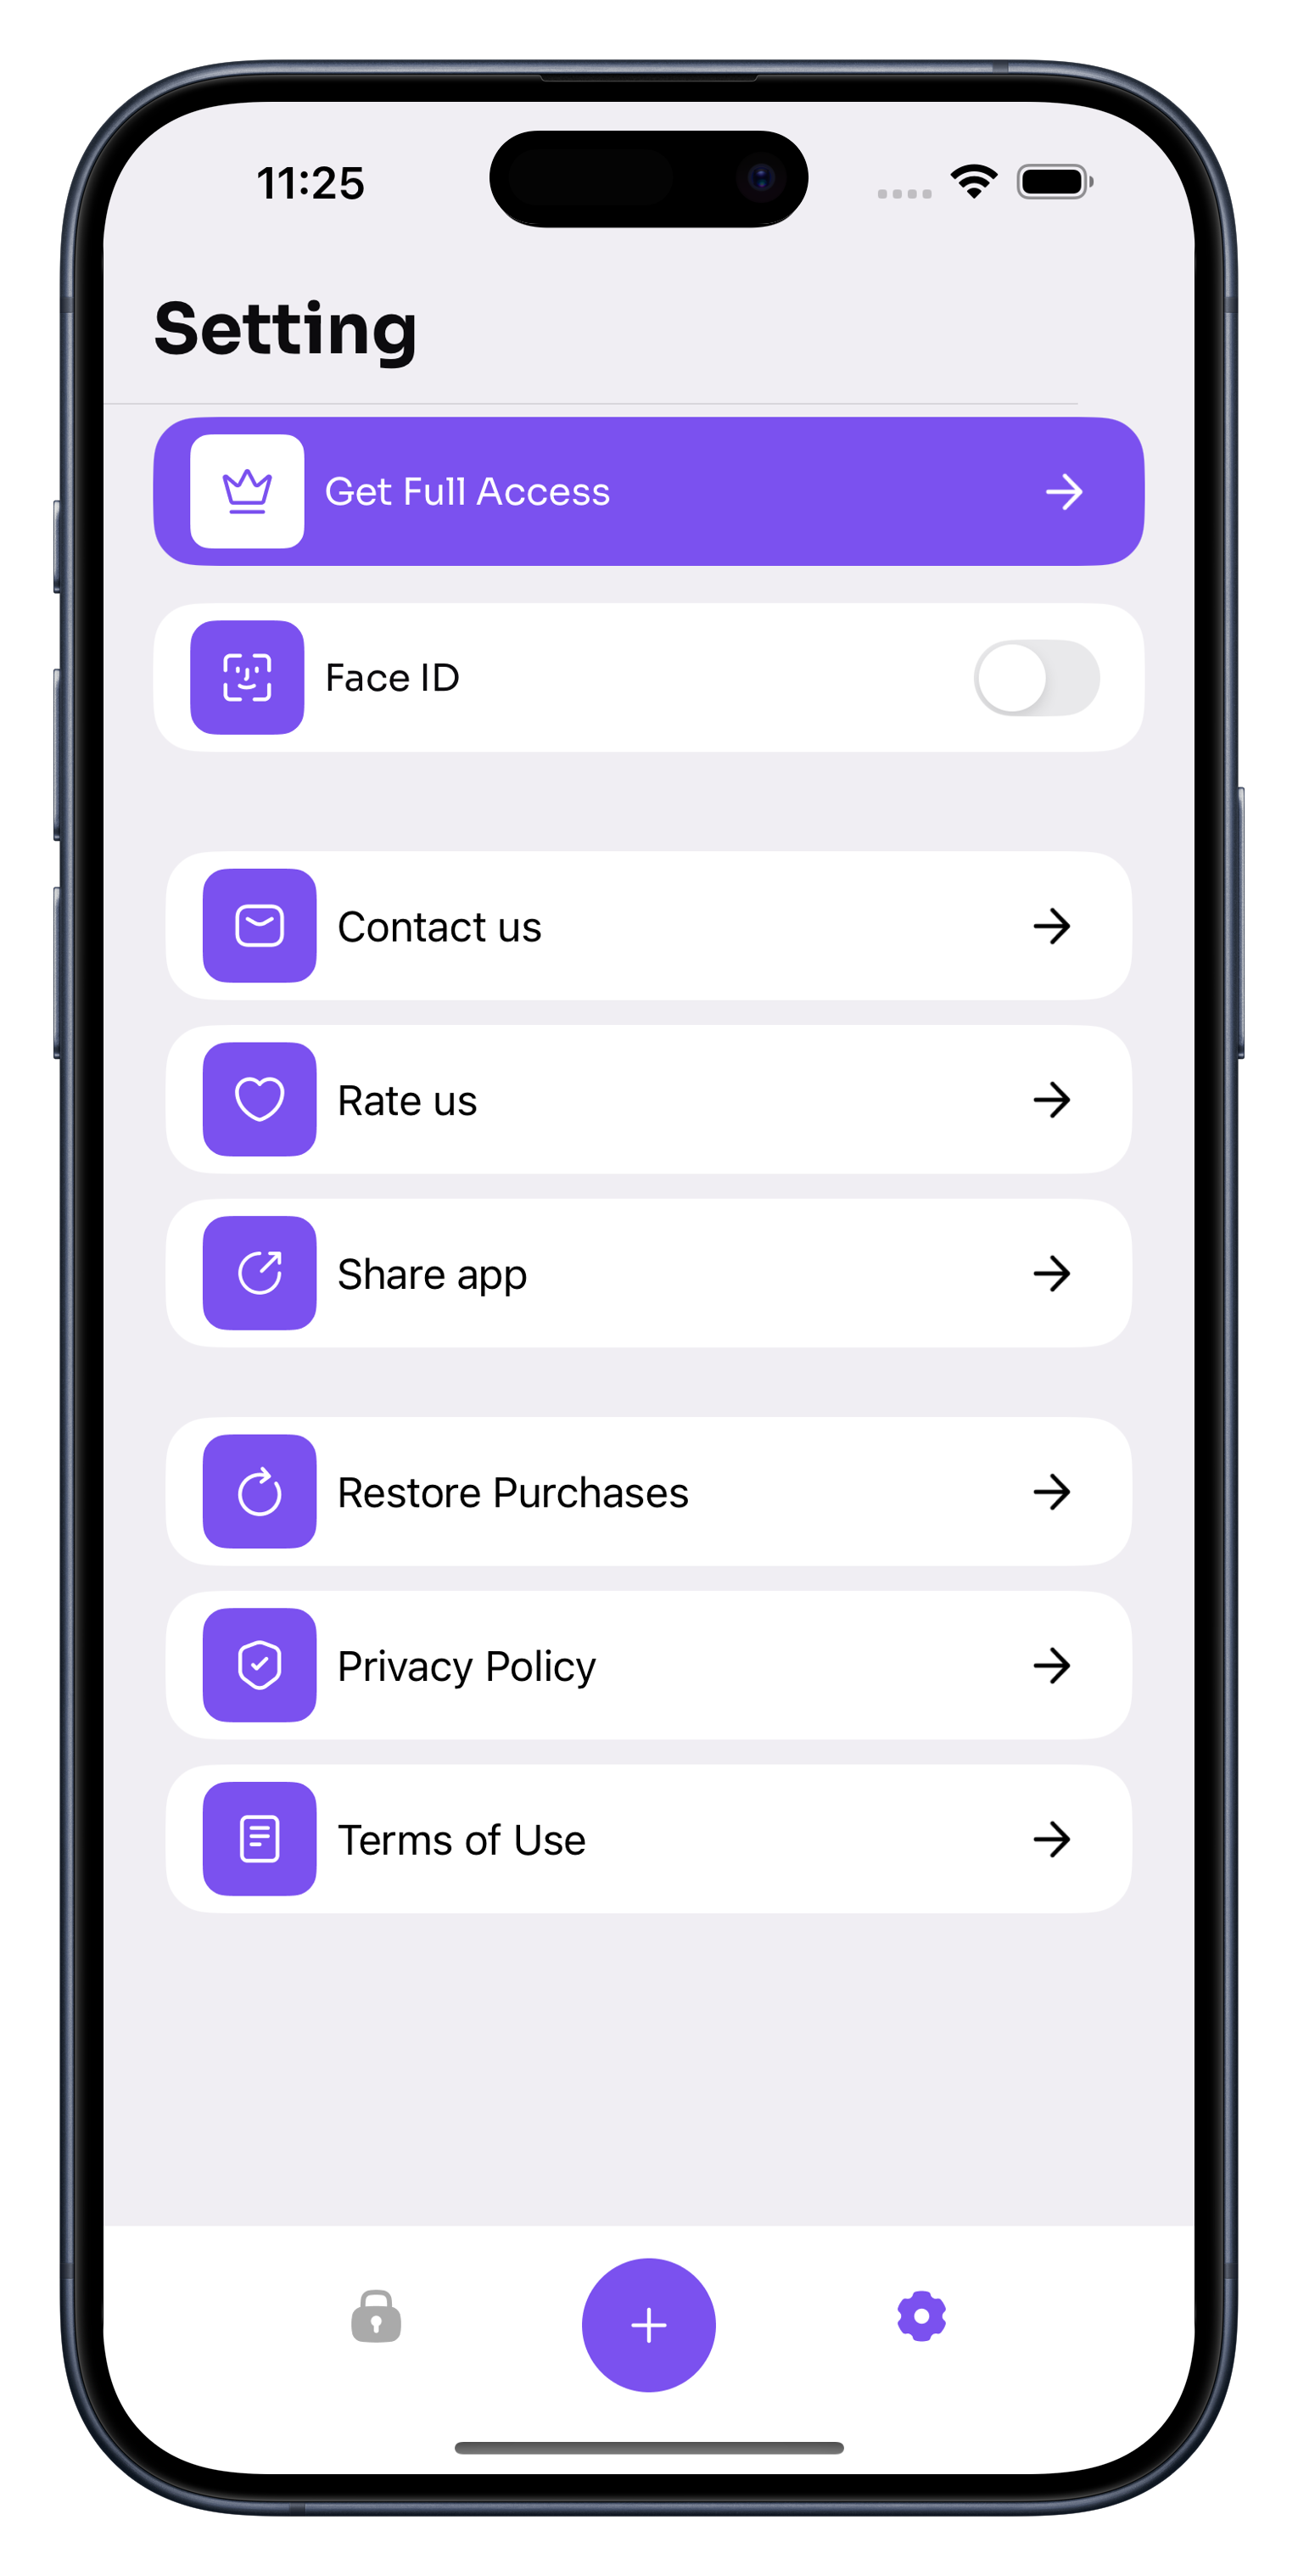 11:25
Setting
Get Full Access
Face ID
Contact us
Rate us
Share app
Restore Purchases
Privacy Policy
Terms of Use